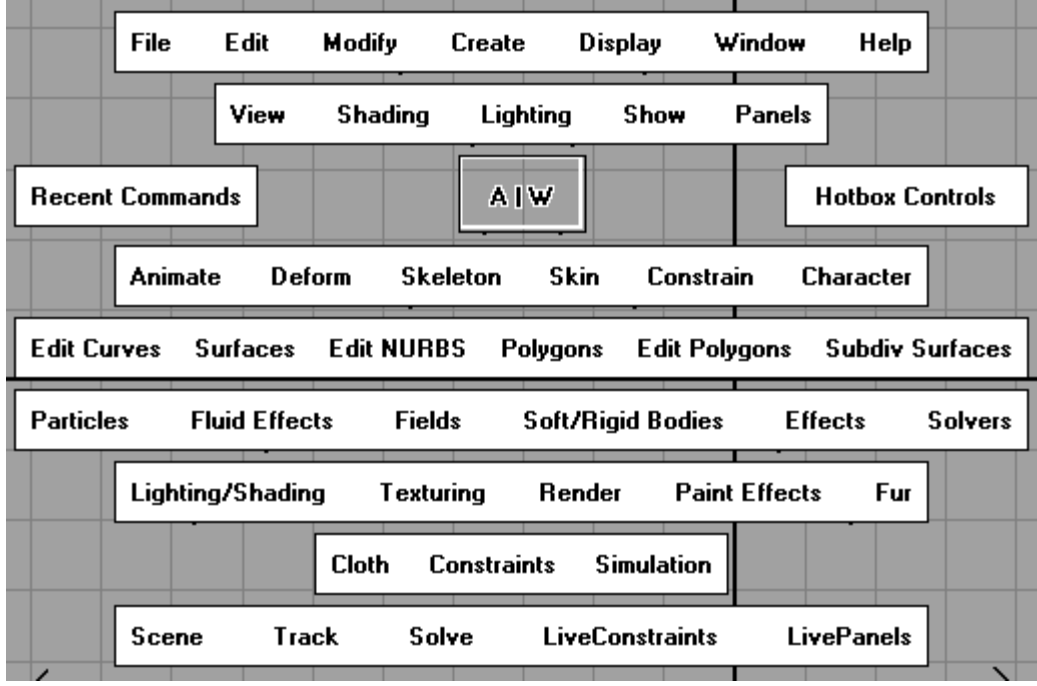 File Edit Modify Create Display Window Help
View Shading Lighting Show Panels
Recent Commands A | W Hotbox Controls
Animate Deform Skeleton Skin Constrain Character
Edit Curves Surfaces Edit NURBS Polygons Edit Polygons Subdiv Surfaces
Particles Fluid Effects Fields Soft/Rigid Bodies Effects Solvers
Lighting/Shading Texturing Render Paint Effects Fur
Cloth Constraints Simulation
Scene Track Solve LiveConstraints LivePanels